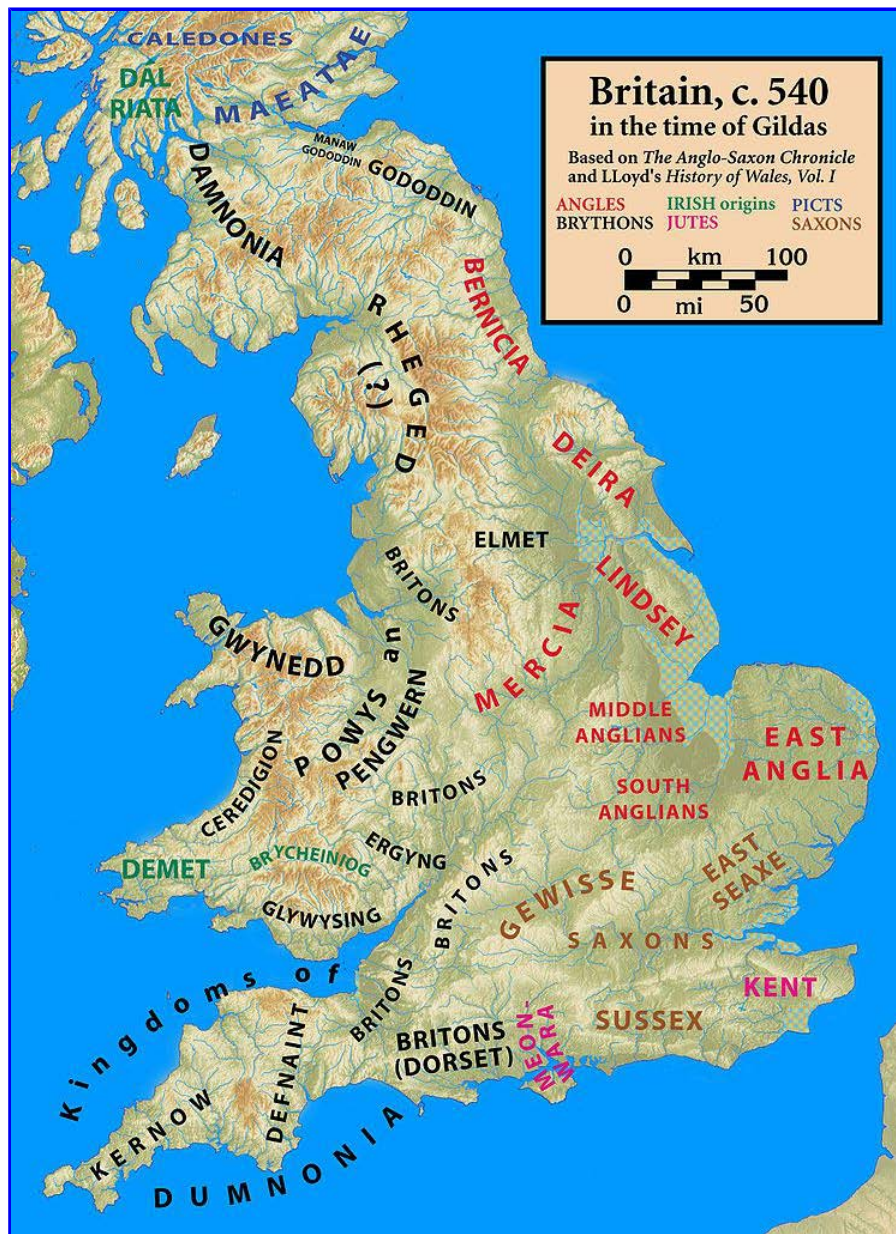 CALEDONES
DÁL
RIATA
MAEATAE
Britain, c. 540
in the time of Gildas
Based on The Anglo-Saxon Chronicle
and LLoyd's History of Wales, Vol. I
ANGLES IRISH origins PICTS
BRYTHONS JUTES SAXONS
0 km 100
0 mi 50
MANAW
GODODDIN
GODODDIN
DAMNONIA
BERNICIA
RHEGED
(?)
DEIRA
ELMET
BRITONS
LINDSEY
MERCIA
GWYNEDD
POWYS an
PENGWERN
MIDDLE
ANGLIANS
EAST
ANGLIA
CEREDIGION
BRITONS
SOUTH
ANGLIANS
DEMET
BRYCHEINIOG
ERGYNG
BRITONS
EAST
SEAXE
GEWISSE
GLYWYSING
SAXONS
Kingdoms of
BRITONS
KENT
BRITONS
(DORSET)
MEON-
WARA
SUSSEX
DEFNAINT
KERNOW
DUMNONIA